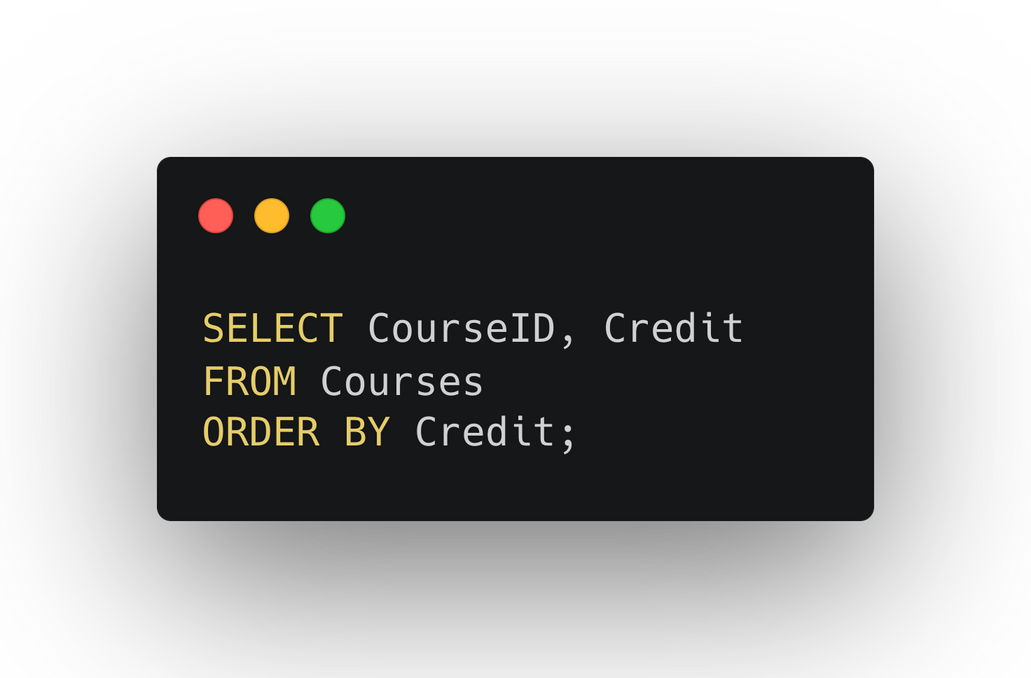 SELECT CourseID, Credit
FROM Courses
ORDER BY Credit;